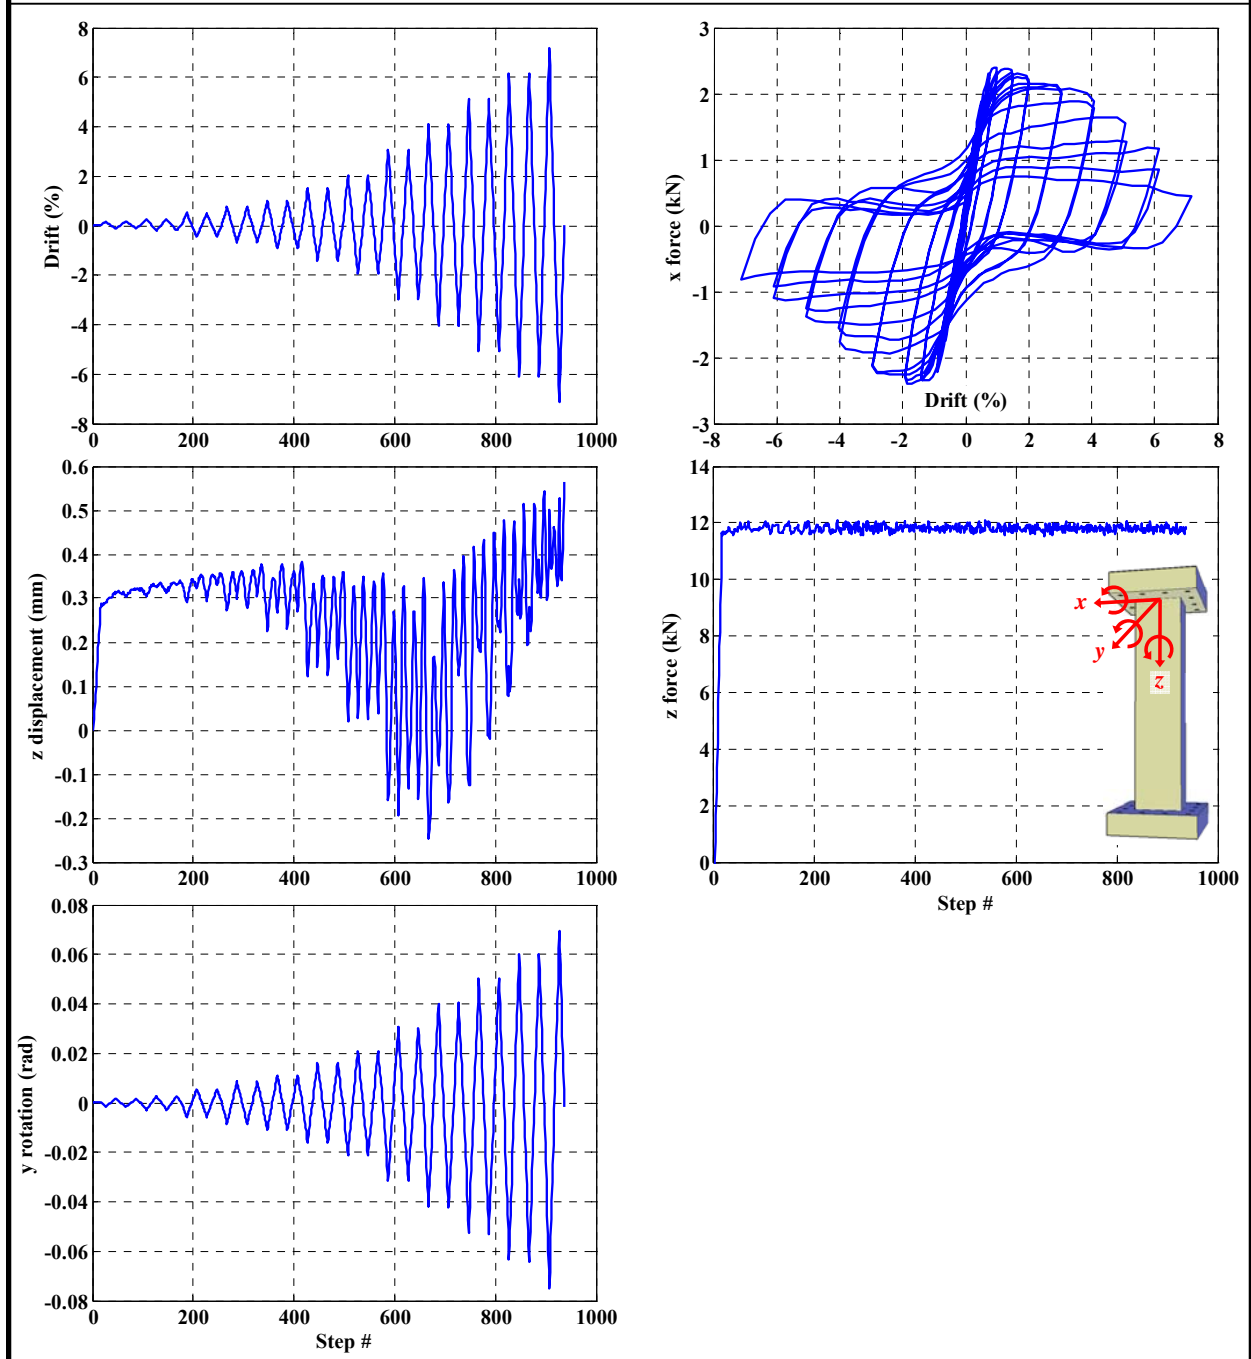 8
6
4
2
0
-2
-4
-6
-8
Drift (%)
0 200 400 600 800 1000
3
2
1
0
-1
-2
-3
x force (kN)
Drift (%)
-8 -6 -4 -2 0 2 4 6 8
0.6
0.5
0.4
0.3
0.2
0.1
0
-0.1
-0.2
-0.3
z displacement (mm)
0 200 400 600 800 1000
14
12
10
8
6
4
2
0
z force (kN)
x
y
z
0 200 400 600 800 1000
Step #
0.08
0.06
0.04
0.02
0
-0.02
-0.04
-0.06
-0.08
y rotation (rad)
0 200 400 600 800 1000
Step #